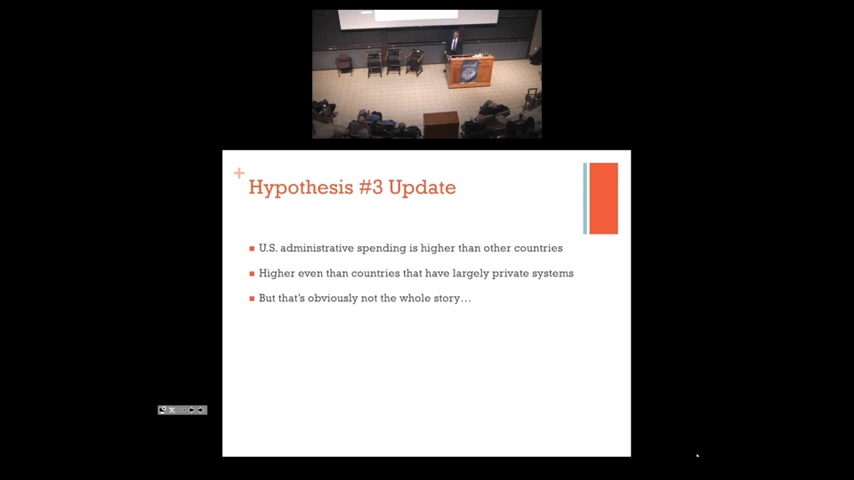 Hypothesis #3 Update
U.S. administrative spending is higher than other countries
Higher even than countries that have largely private systems
But that's obviously not the whole story...